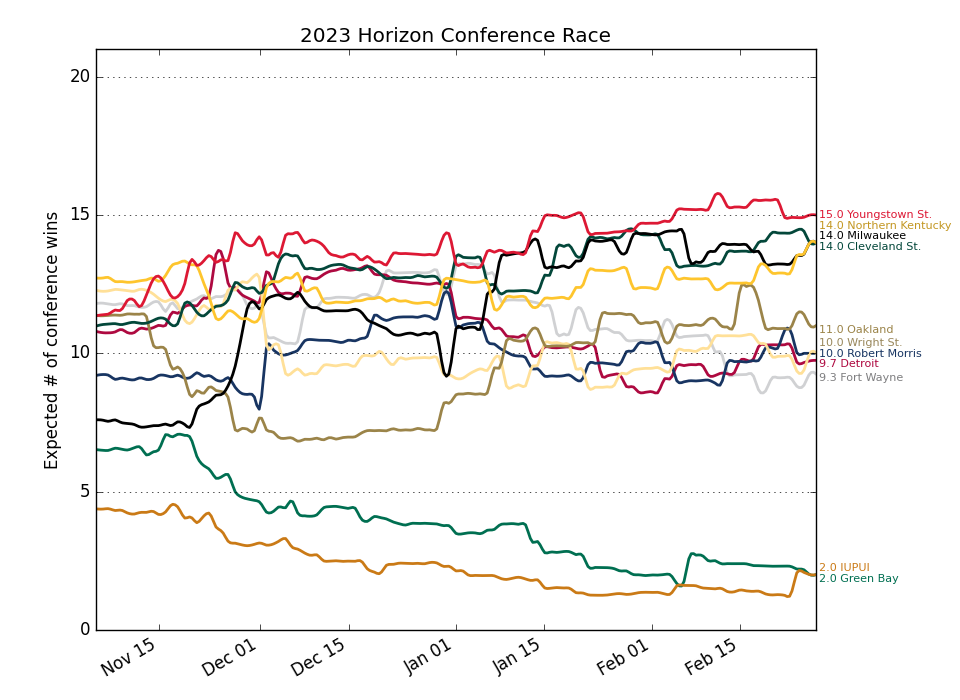 2023 Horizon Conference Race
Expected # of conference wins
20
15
10
5
0
Nov 15
Dec 01
Dec 15
Jan 01
Jan 15
Feb 01
Feb 15
15.0 Youngstown St.
14.0 Northern Kentucky
14.0 Milwaukee
14.0 Cleveland St.
11.0 Oakland
10.0 Wright St.
10.0 Robert Morris
9.7 Detroit
9.3 Fort Wayne
2.0 IUPUI
2.0 Green Bay